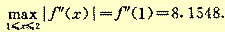 max |f''(x)| = f''(1) = 8.1548.
1≤x≤2